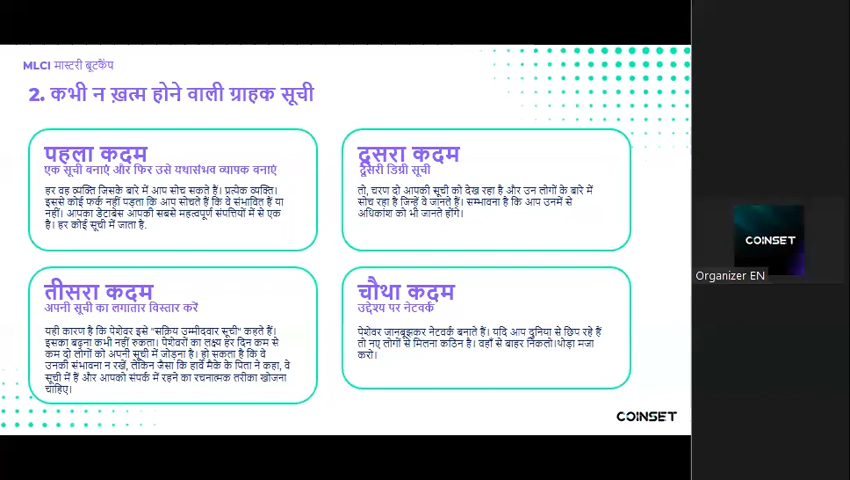 MLCI मास्टरी बूटकैंप
2. कभी न ख़त्म होने वाली ग्राहक सूची
पहला कदम
एक सूची बनाएं और फिर उसे यथासंभव व्यापक बनाएं
हर वह व्यक्ति जिसके बारे में आप सोच सकते हैं। प्रत्येक व्यक्ति।
इससे कोई फर्क नहीं पड़ता कि आप सोचते हैं कि वे संभावित हैं या
नहीं। आपका डेटाबेस आपकी सबसे महत्वपूर्ण संपत्तियों में से एक
है। हर कोई सूची में जाता है.
दूसरा कदम
दूसरी डिग्री सूची
तो, चरण दो आपकी सूची को देख रहा है और उन लोगों के बारे में
सोच रहा है जिन्हें वे जानते हैं। सम्भावना है कि आप उनमें से
अधिकांश को भी जानते होंगे।
तीसरा कदम
अपनी सूची का लगातार विस्तार करें
यही कारण है कि पेशेवर इसे "सक्रिय उम्मीदवार सूची" कहते हैं।
इसका बढ़ना कभी नहीं रुकता। पेशेवरों का लक्ष्य हर दिन कम से
कम दो लोगों को अपनी सूची में जोड़ना है। हो सकता है कि वे
उनकी संभावना न रखें, लेकिन जैसा कि हार्वे मैके के पिता ने कहा, वे
सूची में हैं और आपको संपर्क में रहने का रचनात्मक तरीका खोजना
चाहिए।
चौथा कदम
उद्देश्य पर नेटवर्क
पेशेवर जानबूझकर नेटवर्क बनाते हैं। यदि आप दुनिया से छिप रहे हैं
तो नए लोगों से मिलना कठिन है। वहाँ से बाहर निकलो।थोड़ा मजा
करो।
COINSET
COINSET
Organizer EN